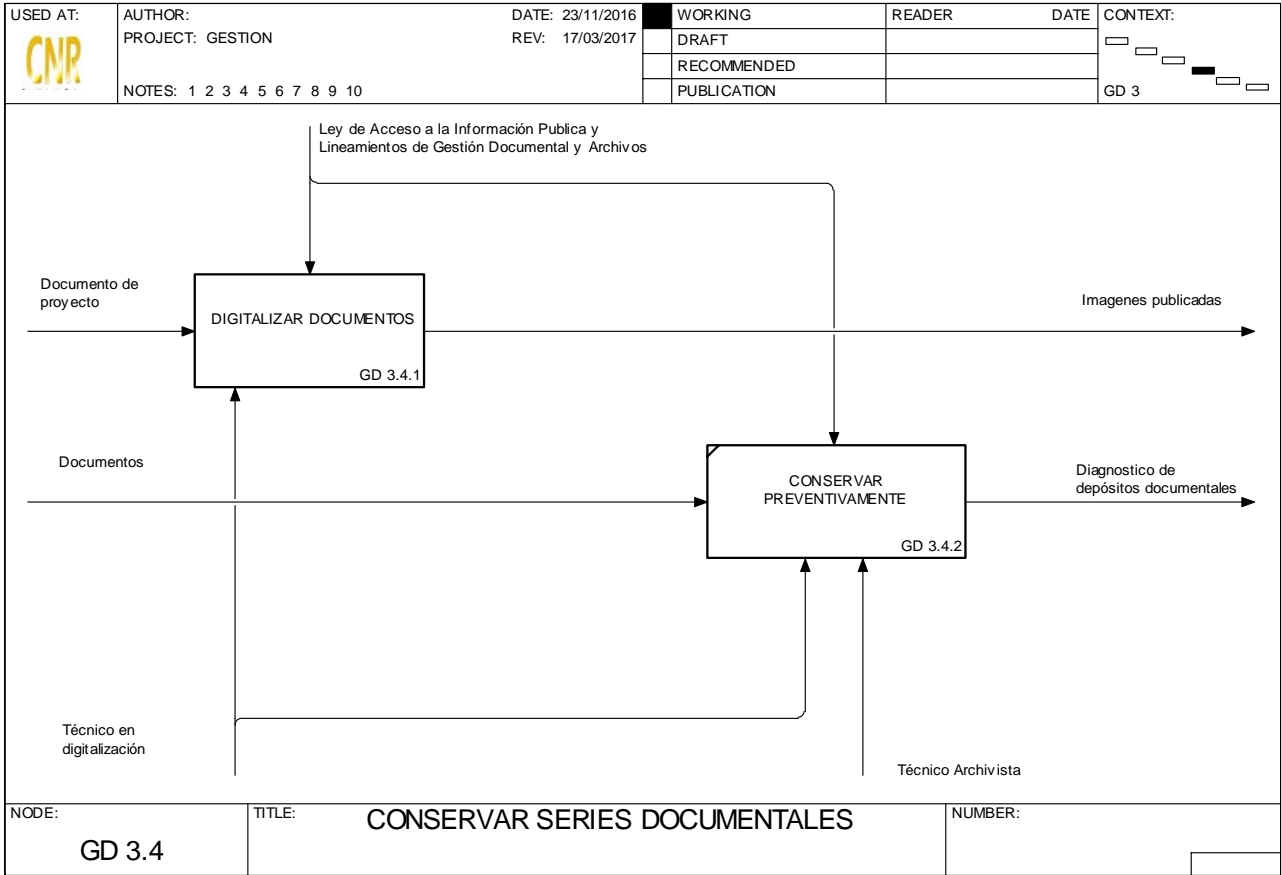 USED AT:
AUTHOR:
DATE: 23/11/2016
WORKING
READER
DATE
CONTEXT:
CNR
PROJECT: GESTION
REV: 17/03/2017
DRAFT
RECOMMENDED
NOTES: 1 2 3 4 5 6 7 8 9 10
PUBLICATION
GD 3
Ley de Acceso a la Información Publica y
Lineamientos de Gestión Documental y Archivos
Documento de
proyecto
DIGITALIZAR DOCUMENTOS
GD 3.4.1
Imagenes publicadas
Documentos
CONSERVAR
PREVENTIVAMENTE
GD 3.4.2
Diagnostico de
depósitos documentales
Técnico en
digitalización
Técnico Archivista
NODE:
GD 3.4
TITLE:
CONSERVAR SERIES DOCUMENTALES
NUMBER: